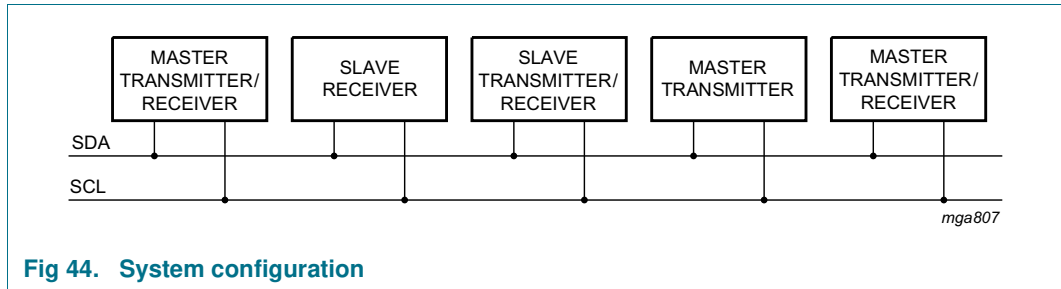 MASTER
TRANSMITTER/
RECEIVER
SLAVE
RECEIVER
SLAVE
TRANSMITTER/
RECEIVER
MASTER
TRANSMITTER
MASTER
TRANSMITTER/
RECEIVER
SDA
SCL
mga807
Fig 44. System configuration